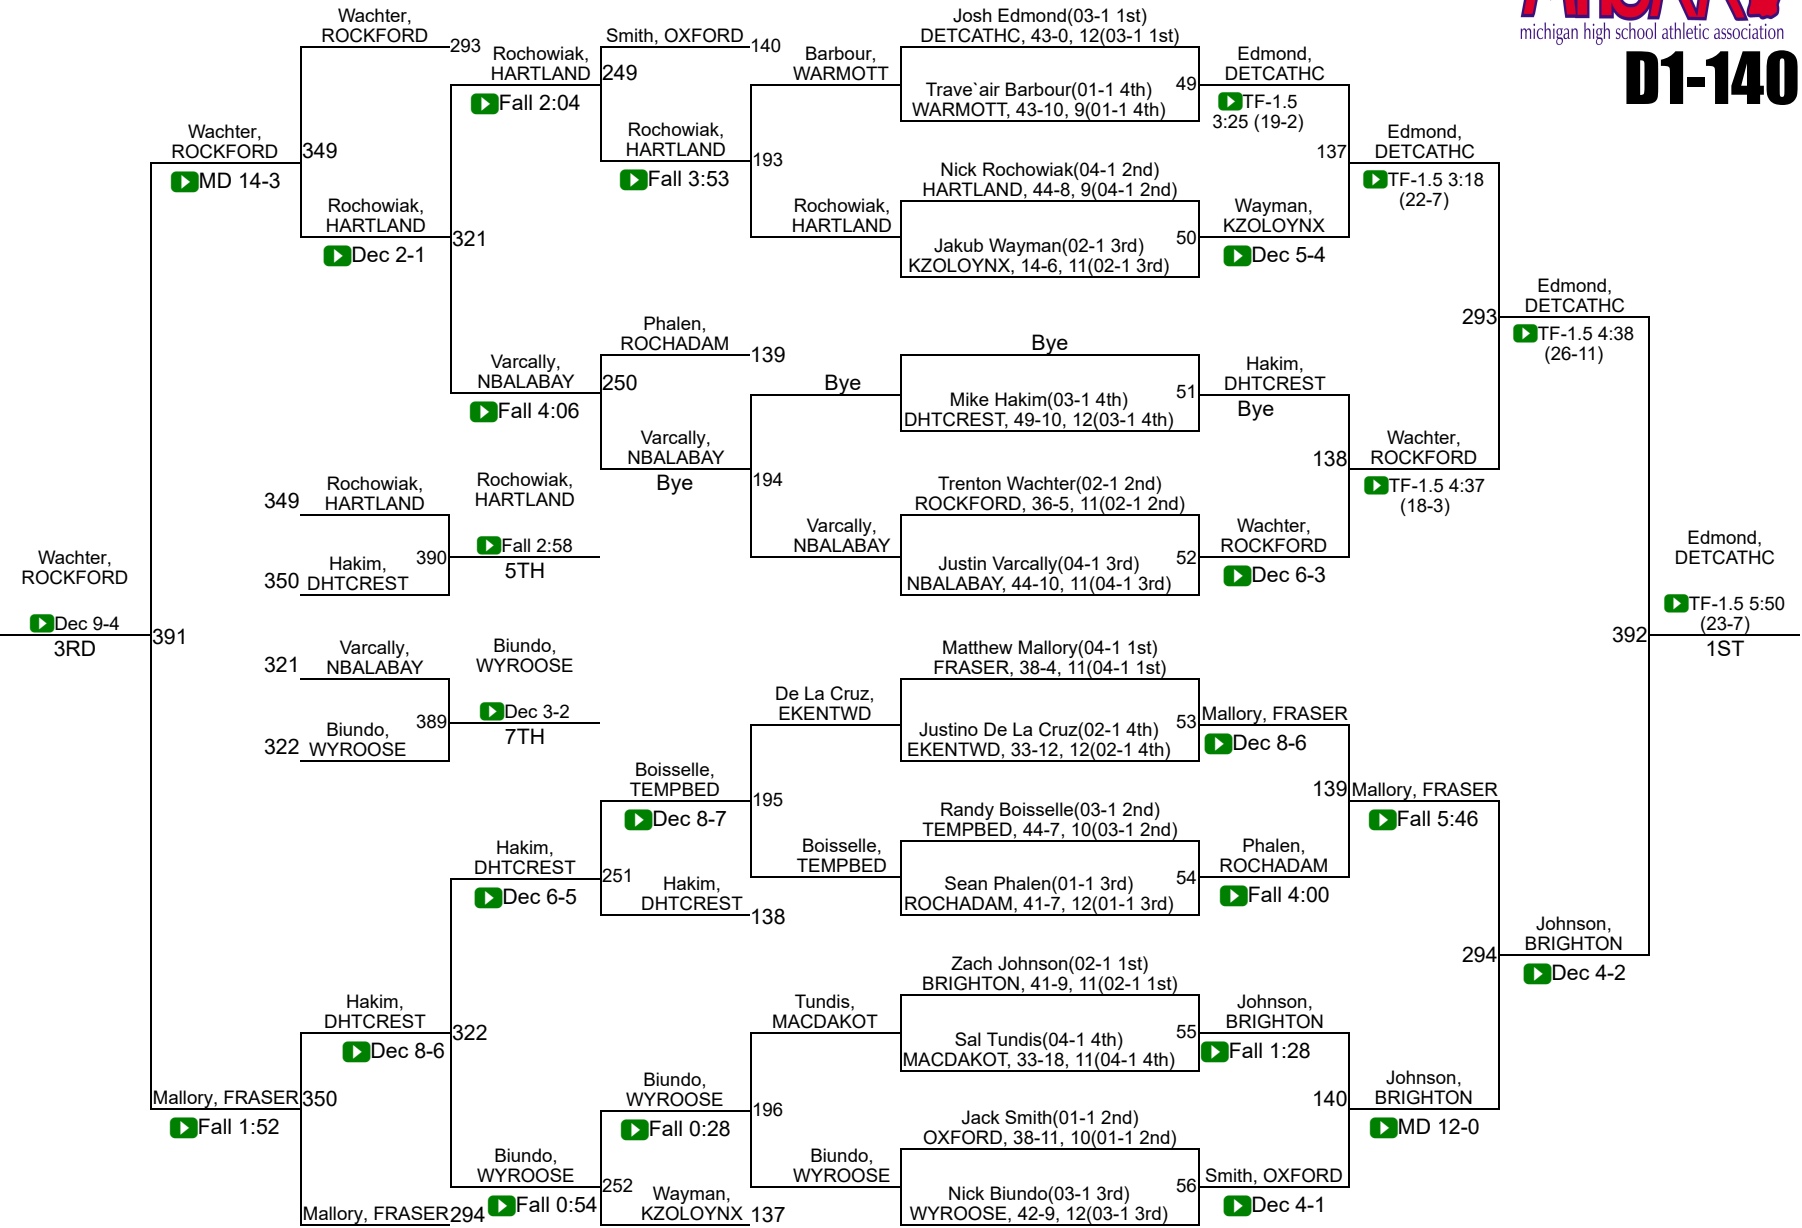 MHSAA
michigan high school athletic association
D1-140
Wachter,
ROCKFORD
293
Rochowiak,
HARTLAND
Fall 2:04
Wachter,
ROCKFORD
MD 14-3
349
Rochowiak,
HARTLAND
Dec 2-1
321
Smith, OXFORD
140
249
Rochowiak,
HARTLAND
Fall 3:53
193
Barbour,
WARMOTT
Rochowiak,
HARTLAND
Phalen,
ROCHADAM
139
Varcally,
NBALABAY
Fall 4:06
250
Varcally,
NBALABAY
Bye
194
Bye
Varcally,
NBALABAY
349
Rochowiak,
HARTLAND
350
Hakim,
DHTCREST
390
Rochowiak,
HARTLAND
Fall 2:58
5TH
Wachter,
ROCKFORD
Dec 9-4
3RD
391
321
Varcally,
NBALABAY
322
Biundo,
WYROOSE
389
Biundo,
WYROOSE
Dec 3-2
7TH
De La Cruz,
EKENTWD
Boisselle,
TEMPBED
Dec 8-7
195
Boisselle,
TEMPBED
Hakim,
DHTCREST
Dec 6-5
251
Hakim,
DHTCREST
138
Hakim,
DHTCREST
Dec 8-6
322
Tundis,
MACDAKOT
Biundo,
WYROOSE
Fall 0:28
196
Biundo,
WYROOSE
Mallory, FRASER
Fall 1:52
350
Biundo,
WYROOSE
Fall 0:54
252
Wayman,
KZOLOYNX
137
Mallory, FRASER
294
Josh Edmond(03-1 1st)
DETCATHC, 43-0, 12(03-1 1st)
Trave`air Barbour(01-1 4th)
WARMOTT, 43-10, 9(01-1 4th)
49
Edmond,
DETCATHC
TF-1.5
3:25 (19-2)
Nick Rochowiak(04-1 2nd)
HARTLAND, 44-8, 9(04-1 2nd)
Jakub Wayman(02-1 3rd)
KZOLOYNX, 14-6, 11(02-1 3rd)
50
Wayman,
KZOLOYNX
Dec 5-4
137
Edmond,
DETCATHC
TF-1.5 3:18
(22-7)
Bye
Mike Hakim(03-1 4th)
DHTCREST, 49-10, 12(03-1 4th)
51
Hakim,
DHTCREST
Bye
Trenton Wachter(02-1 2nd)
ROCKFORD, 36-5, 11(02-1 2nd)
Justin Varcally(04-1 3rd)
NBALABAY, 44-10, 11(04-1 3rd)
52
Wachter,
ROCKFORD
Dec 6-3
138
Wachter,
ROCKFORD
TF-1.5 4:37
(18-3)
293
Edmond,
DETCATHC
TF-1.5 4:38
(26-11)
Matthew Mallory(04-1 1st)
FRASER, 38-4, 11(04-1 1st)
Justino De La Cruz(02-1 4th)
EKENTWD, 33-12, 12(02-1 4th)
53
Mallory, FRASER
Dec 8-6
Randy Boisselle(03-1 2nd)
TEMPBED, 44-7, 10(03-1 2nd)
Sean Phalen(01-1 3rd)
ROCHADAM, 41-7, 12(01-1 3rd)
54
Phalen,
ROCHADAM
Fall 4:00
139
Mallory, FRASER
Fall 5:46
Zach Johnson(02-1 1st)
BRIGHTON, 41-9, 11(02-1 1st)
Sal Tundis(04-1 4th)
MACDAKOT, 33-18, 11(04-1 4th)
55
Johnson,
BRIGHTON
Fall 1:28
Jack Smith(01-1 2nd)
OXFORD, 38-11, 10(01-1 2nd)
Nick Biundo(03-1 3rd)
WYROOSE, 42-9, 12(03-1 3rd)
56
Smith, OXFORD
Dec 4-1
140
Johnson,
BRIGHTON
MD 12-0
294
Johnson,
BRIGHTON
Dec 4-2
392
Edmond,
DETCATHC
TF-1.5 5:50
(23-7)
1ST